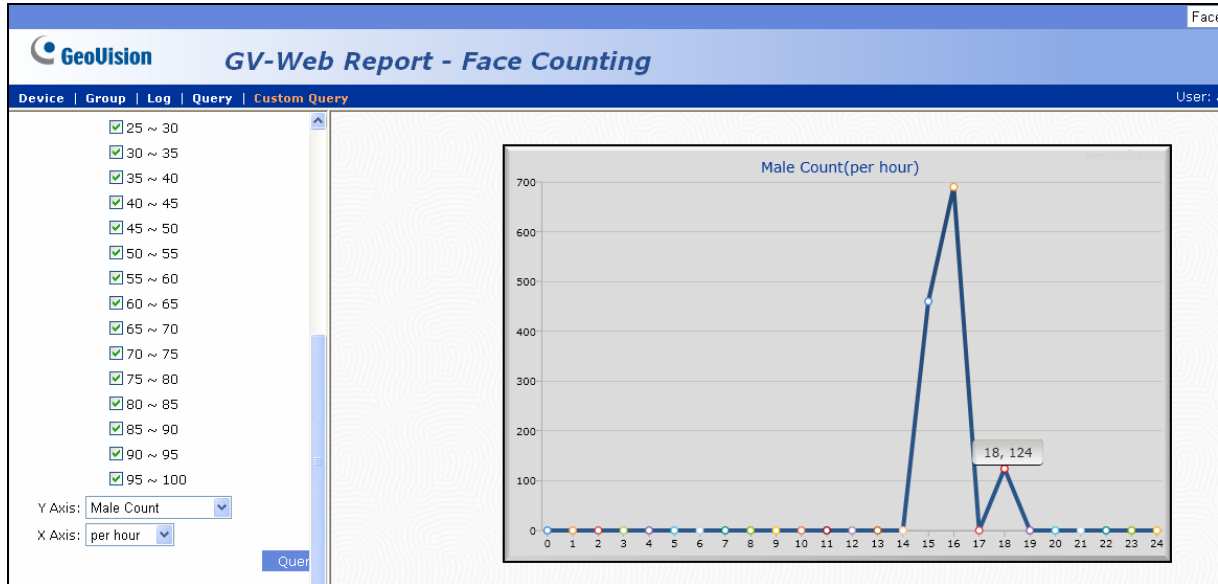 Face
GeoVision
GV-Web Report - Face Counting
Device | Group | Log | Query | Custom Query
User:
25 ~ 30
30 ~ 35
35 ~ 40
40 ~ 45
45 ~ 50
50 ~ 55
55 ~ 60
60 ~ 65
65 ~ 70
70 ~ 75
75 ~ 80
80 ~ 85
85 ~ 90
90 ~ 95
95 ~ 100
Y Axis: Male Count
X Axis: per hour
Quer
Male Count(per hour)
700
600
500
400
300
200
100
0
18, 124
0 1 2 3 4 5 6 7 8 9 10 11 12 13 14 15 16 17 18 19 20 21 22 23 24